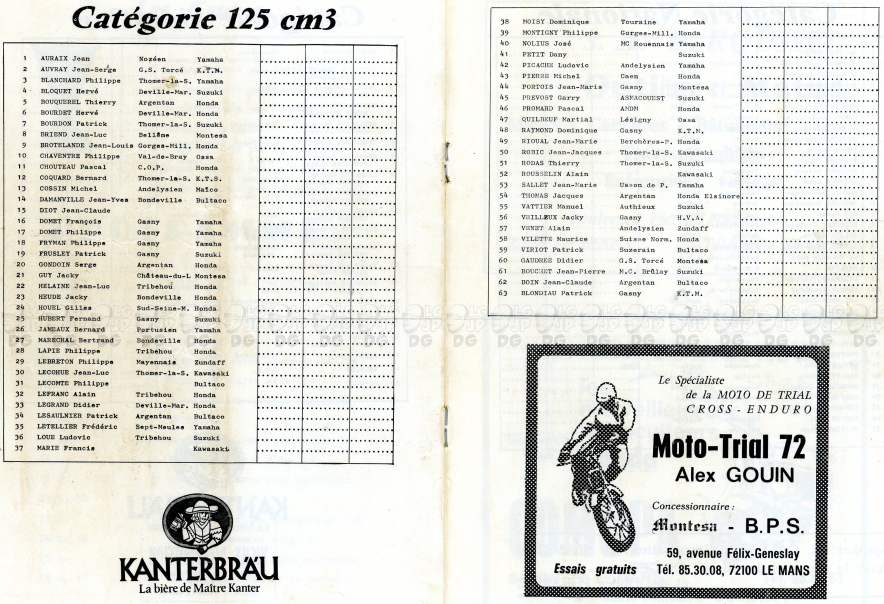 Catégorie 125 cm3
1 AURAIX Jean Nozéen Yamaha
2 AUVRAY Jean-Serge G.S. Torcé K.T.M.
3 BLANCHARD Philippe Thomer-la-S. Yamaha
4 BLOQUET Hervé Deville-Mar. Suzuki
5 BOUQUEREL Thierry Argentan Honda
6 BOURDET Hervé Deville-Mar. Honda
7 BOURDON Patrick Thomer-la-S. Suzuki
8 BRIEND Jean-Luc Bellême Montesa
9 BROTELANDE Jean-Louis Gorges-Mill. Honda
10 CHAVENTRE Philippe Val-de-Bray Ossa
11 CHOUTEAU Pascal C.O.P. Honda
12 COQUARD Bernard Thomer-la-S. K.T.S.
13 COSSIN Michel Andelysien Maïco
14 DAMANVILLE Jean-Yves Bondeville Bultaco
15 DIOT Jean-Claude
16 DOMET François Gasny Yamaha
17 DOMET Philippe Gasny Yamaha
18 FRYMAN Philippe Gasny Yamaha
19 FRUSLEY Patrick Gasny Suzuki
20 GONDOIN Serge Argentan Honda
21 GUY Jacky Château-du-L Montesa
22 HELAINE Jean-Luc Tribehou Honda
23 HEUDE Jacky Bondeville Honda
24 HOUEL Gilles Sud-Seine-M. Honda
25 HUBERT Fernand Gasny Suzuki
26 JAMEAUX Bernard Pertusien Yamaha
27 MARECHAL Bertrand Bondeville Honda
28 LAPIE Philippe Tribehou Honda
29 LEBRETON Philippe Mayennais Zundaff
30 LECOHUE Jean-Luc Thomer-la-S. Kawasaki
31 LECOMTE Philippe Bultaco
32 LEFRANC Alain Tribehou Honda
33 LEGRAND Didier Deville-Mar. Honda
34 LESAULNIER Patrick Argentan Bultaco
35 LETELLIER Frédéric Sept-Meules Yamaha
36 LOUE Ludovic Tribehou Suzuki
37 MARIE Francis Kawasaki
KANTERBRÄU
La bière de Maître Kanter
38 MOISY Dominique Touraine Yamaha
39 MONTIGNY Philippe Gorges-Mill. Honda
40 NOLIUS José MC Rouennais Yamaha
41 PETIT Dany Suzuki
42 PICACHE Ludovic Andelysien Yamaha
43 PIERRE Michel Caen Honda
44 PORTOIS Jean-Maris Gasny Montesa
45 PREVOST Garry ASMACOUEST Suzuki
46 PROMARD Pascal AMDM Honda
47 QUILBEUF Martial Lésigny Ossa
48 RAYMOND Dominique Gasny K.T.M.
49 RIOUAL Jean-Marie Berchères-P. Honda
50 ROBIC Jean-Jacques Thomer-la-S. Kawasaki
51 RODAS Thierry Thomer-la-S. Suzuki
52 ROUSSELIN Alain Kawasaki
53 SALLET Jean-Marie Usson de P. Yamaha
54 THOMAS Jacques Argentan Honda Elsinore
55 VATTIER Manuel Authieux Suzuki
56 VEILLEUX Jacky Gasny H.V.A.
57 VENET Alain Andelysien Zundaff
58 VILETTE Maurice Suisse Norm. Honda
59 VIRIOT Patrick Suzerain Bultaco
60 GAUDREE Didier G.S. Torcé Montesa
61 BOUCHET Jean-Pierre M.C. Brûlay Suzuki
62 BOIN Jean-Claude Argentan Bultaco
63 BLONDIAU Patrick Gasny K.T.M.
Le Spécialiste
de la MOTO DE TRIAL
CROSS - ENDURO
Moto-Trial 72
Alex GOUIN
Concessionnaire :
Montesa - B.P.S.
59, avenue Félix-Geneslay
Essais gratuits Tél. 85.30.08, 72100 LE MANS